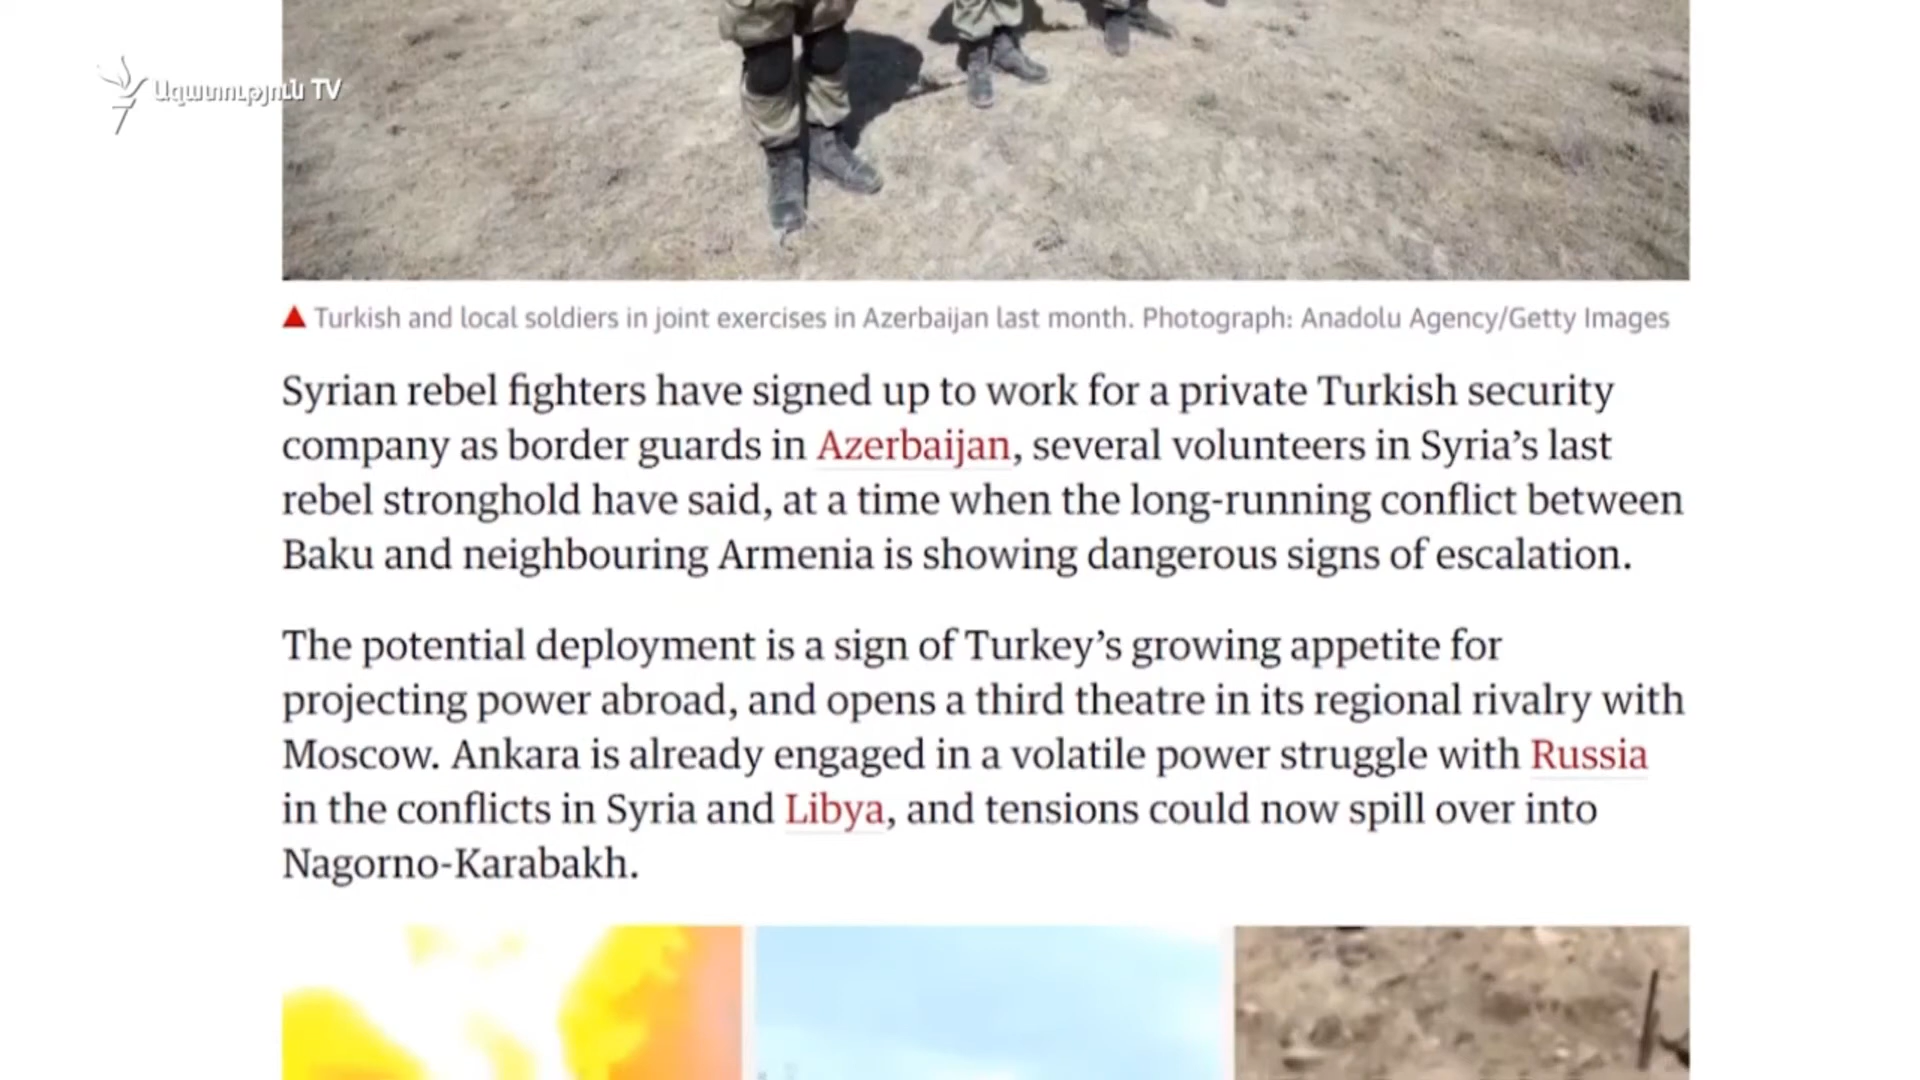 Ազատություն TV
Turkish and local soldiers in joint exercises in Azerbaijan last month. Photograph: Anadolu Agency/Getty Images
Syrian rebel fighters have signed up to work for a private Turkish security
company as border guards in Azerbaijan, several volunteers in Syria’s last
rebel stronghold have said, at a time when the long-running conflict between
Baku and neighbouring Armenia is showing dangerous signs of escalation.
The potential deployment is a sign of Turkey’s growing appetite for
projecting power abroad, and opens a third theatre in its regional rivalry with
Moscow. Ankara is already engaged in a volatile power struggle with Russia
in the conflicts in Syria and Libya, and tensions could now spill over into
Nagorno-Karabakh.